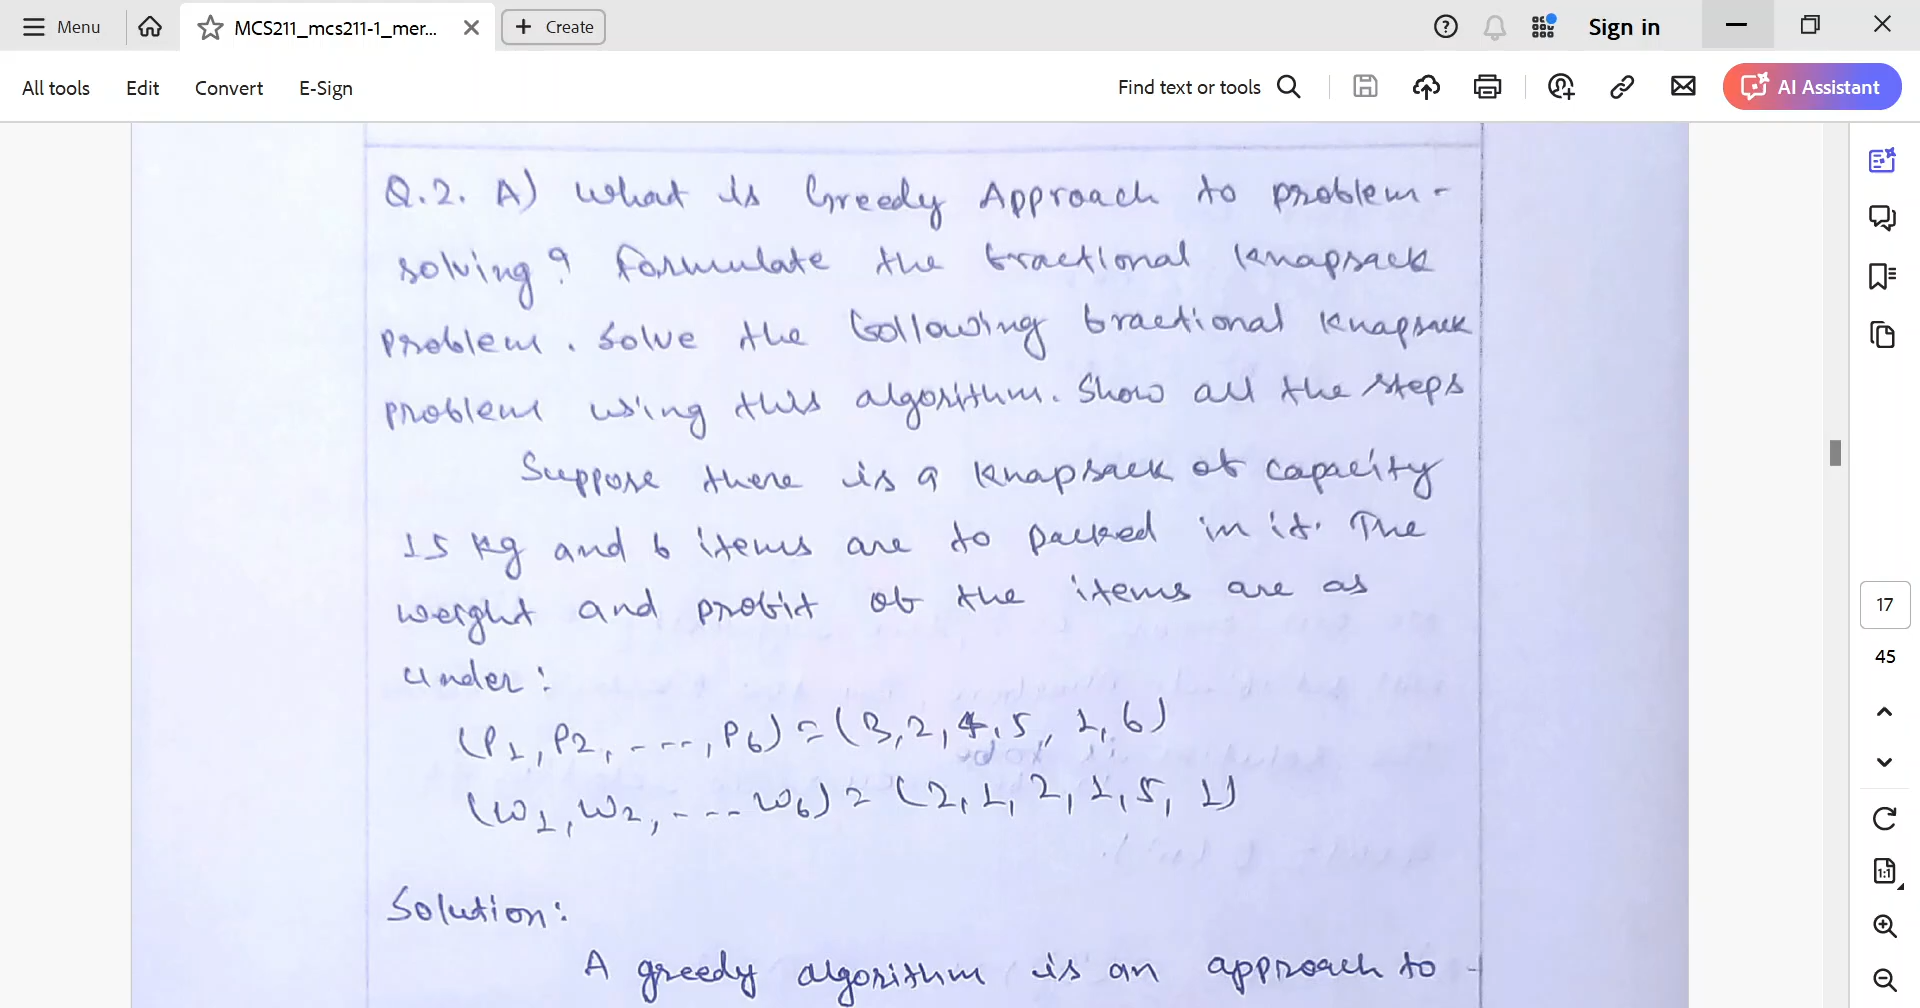 Menu
MCS211_mcs211-1_mer...
Create
Sign in
All tools
Edit
Convert
E-Sign
Find text or tools
AI Assistant
Q.2. A) What is Greedy Approach to problem-
solving? Formulate the fractional knapsack
problem. Solve the following fractional knapsack
problem using this algorithm. Show all the steps
Suppose there is a knapsack of capacity
15 kg and 6 items are to packed in it. The
weight and profit of the items are as
under:
(P1, P2, ----, P6) = (3, 2, 4, 5, 1, 6)
(w1, w2, ---- w6) = (2, 1, 2, 1, 5, 1)
Solution:
A greedy algorithm is an approach to
17
45
1:1